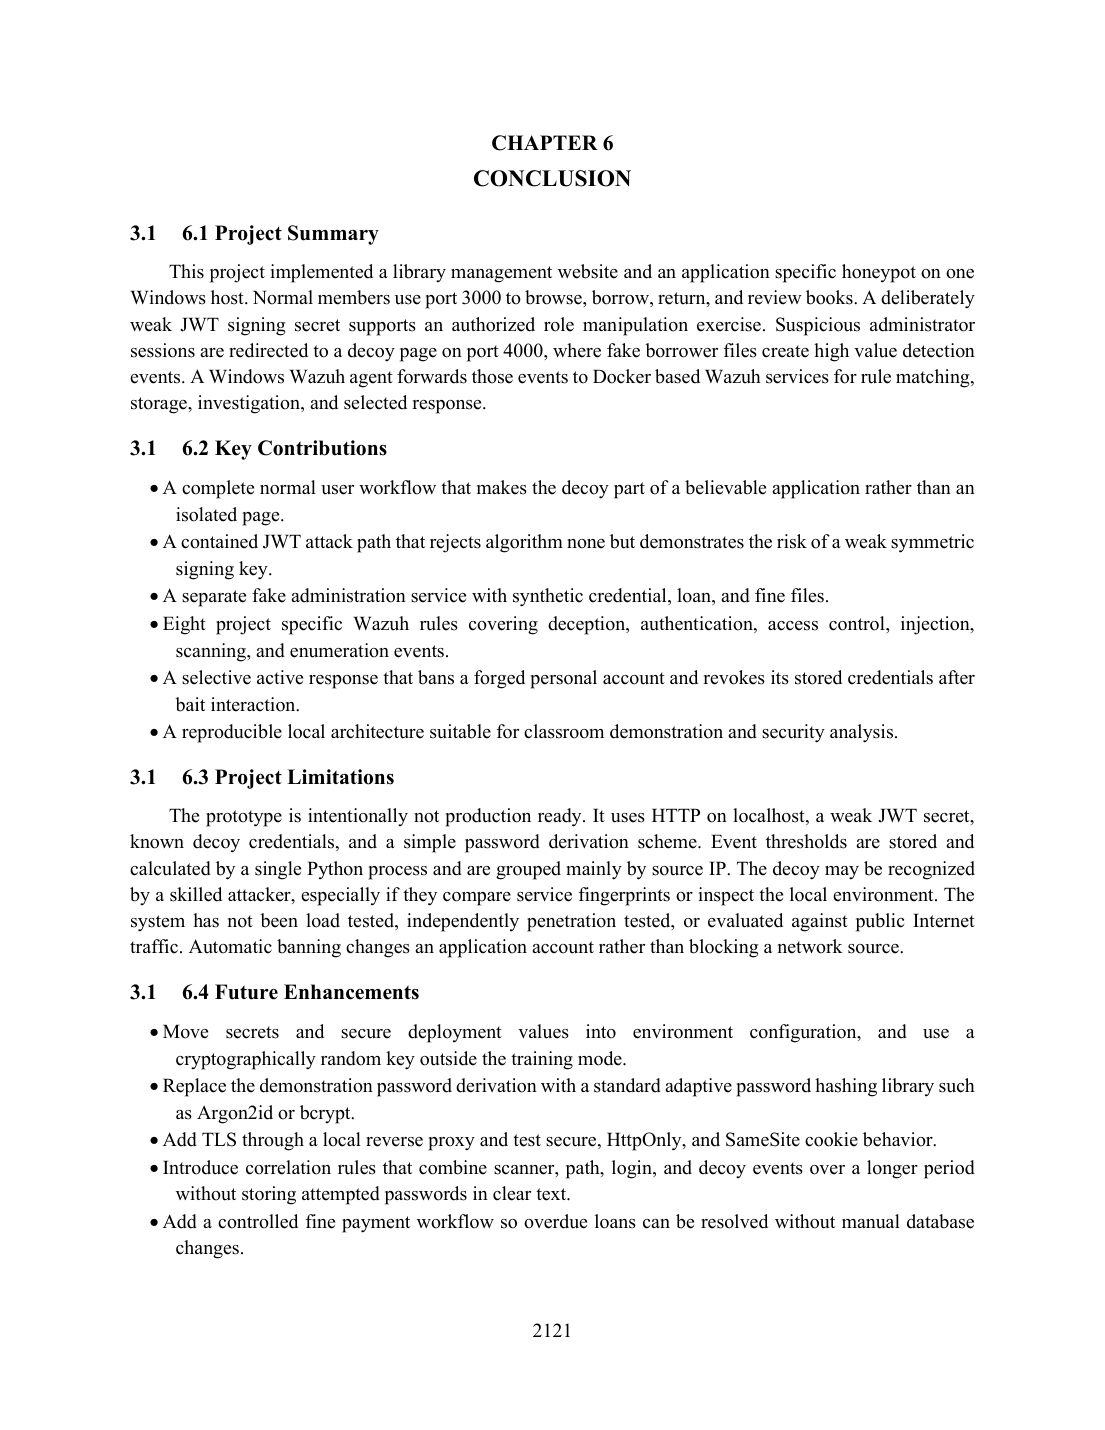 CHAPTER 6
CONCLUSION
3.1 6.1 Project Summary
This project implemented a library management website and an application specific honeypot on one
Windows host. Normal members use port 3000 to browse, borrow, return, and review books. A deliberately
weak JWT signing secret supports an authorized role manipulation exercise. Suspicious administrator
sessions are redirected to a decoy page on port 4000, where fake borrower files create high value detection
events. A Windows Wazuh agent forwards those events to Docker based Wazuh services for rule matching,
storage, investigation, and selected response.
3.1 6.2 Key Contributions
• A complete normal user workflow that makes the decoy part of a believable application rather than an
isolated page.
• A contained JWT attack path that rejects algorithm none but demonstrates the risk of a weak symmetric
signing key.
• A separate fake administration service with synthetic credential, loan, and fine files.
• Eight project specific Wazuh rules covering deception, authentication, access control, injection,
scanning, and enumeration events.
• A selective active response that bans a forged personal account and revokes its stored credentials after
bait interaction.
• A reproducible local architecture suitable for classroom demonstration and security analysis.
3.1 6.3 Project Limitations
The prototype is intentionally not production ready. It uses HTTP on localhost, a weak JWT secret,
known decoy credentials, and a simple password derivation scheme. Event thresholds are stored and
calculated by a single Python process and are grouped mainly by source IP. The decoy may be recognized
by a skilled attacker, especially if they compare service fingerprints or inspect the local environment. The
system has not been load tested, independently penetration tested, or evaluated against public Internet
traffic. Automatic banning changes an application account rather than blocking a network source.
3.1 6.4 Future Enhancements
• Move secrets and secure deployment values into environment configuration, and use a
cryptographically random key outside the training mode.
• Replace the demonstration password derivation with a standard adaptive password hashing library such
as Argon2id or bcrypt.
• Add TLS through a local reverse proxy and test secure, HttpOnly, and SameSite cookie behavior.
• Introduce correlation rules that combine scanner, path, login, and decoy events over a longer period
without storing attempted passwords in clear text.
• Add a controlled fine payment workflow so overdue loans can be resolved without manual database
changes.
2121